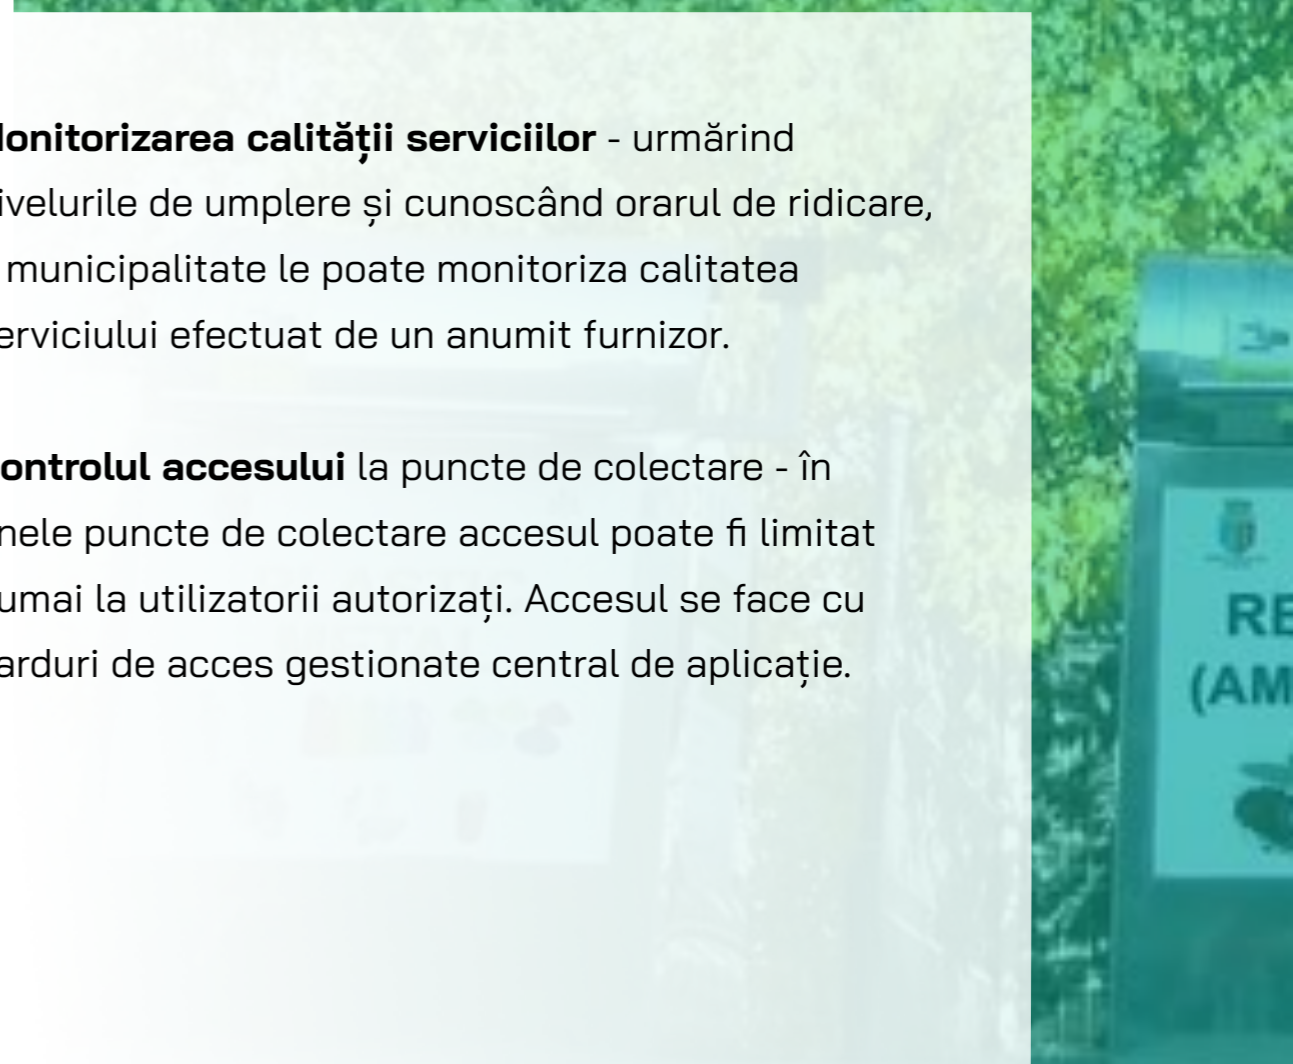 onitorizarea calității serviciilor - urmărind
ivelurile de umplere și cunoscând orarul de ridicare,
municipalitate le poate monitoriza calitatea
erviciului efectuat de un anumit furnizor.
ontrolul accesului la puncte de colectare - în
nele puncte de colectare accesul poate fi limitat
umai la utilizatorii autorizați. Accesul se face cu
arduri de acces gestionate central de aplicație.
RE
(AM